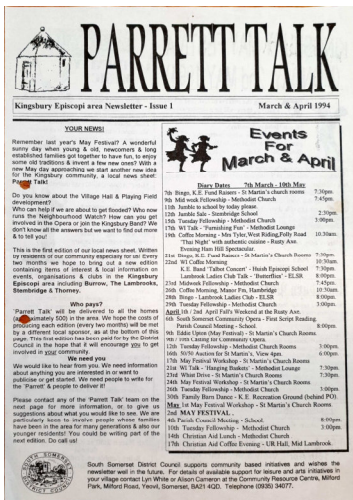 PARRETT TALK
Kingsbury Episcopi area Newsletter - Issue 1
March & April 1994
YOUR NEWS!
Remember last year's May Festival? A wonderful
sunny day when young & old, newcomers & long
established families got together to have fun, to enjoy
some old traditions & invent a few new ones? With a
new May day approaching we start another new idea
for the Kingsbury community, a local news sheet:
Parrett Talk!
Do you know about the Village Hall & Playing Field
development?
Who can help if we are about to get flooded? Who now
runs the Neighbourhood Watch? How can you get
involved in the Opera or join the Kingsbury Band? We
don't know all the answers but we want to find out more
& to tell you!
This is the first edition of our local news sheet. Written
by residents of our community especially for us! Every
two months we hope to bring out a new edition
containing items of interest & local information on
events, organisations & clubs in the Kingsbury
Episcopi area including Burrow, The Lambrooks,
Stembridge & Thorney.
Who pays?
'Parrett Talk' will be delivered to all the homes
(approximately 500) in the area. We hope the costs of
producing each edition (every two months) will be met
by a different local sponsor, as at the bottom of this
page. This first edition has been paid for by the District
Council in the hope that it will encourage you to get
involved in your community.
We need you
We would like to hear from you. We need information
about anything you are interested in or want to
publicise or get started. We need people to write for
the 'Parrett' & people to deliver it!
Please contact any of the 'Parrett Talk' team on the
next page for more information, or to give us
suggestions about what you would like to see. We are
particularly keen to involve people whose families
have been in the area for many generations & also our
younger residents! You could be writing part of the
next edition. Do call us!
Events
For
March & April
Diary Dates 7th March - 10th May
7th Bingo, K.E. Fund Raisers - St Martin's church rooms 7:30pm
9th Mid week Fellowship - Methodist Church 7:45pm
11th Jumble to school by today please.
12th Jumble Sale - Stembridge School 2:30pm
15th Tuesday Fellowship - Methodist Church 3:00pm
17th WI Talk - 'Furnishing Fun' - Methodist Lounge
19th Coffee Morning - Mrs Tyler, West Riding, Folly Road 10.30am
'Thai Night' with authentic cuisine - Rusty Axe.
Evening Ham Hill Spectacular
21st Bingo, K.E. Fund Raisers - St Martin's Church Rooms 7:30pm
22nd WI Coffee Morning 10:30am
K.E. Band 'Talbot Concert' - Huish Episcopi School 7:30pm
Lambrook Ladies Club Talk - 'Butterflies' - ELSR 8:00pm
23rd Midweek Fellowship - Methodist Church 7.45pm
26th Coffee Morning, Manor Fm, Hambridge 10:30am
28th Bingo - Lambrook Ladies Club - ELSR 8:00pm
29th Tuesday Fellowship - Methodist Church 3:00pm
April 1th / 2nd April Fool's Weekend at the Rusty Axe.
6th South Somerset Community Opera - First Script Reading.
Parish Council Meeting - School. 8:00pm
9th Eddie Upton (May Festival) - St Martin's Church Rooms.
12th Tuesday Fellowship - Methodist Church 3:00pm
16th 50/50 Auction for St Martin's, View 4pm 6:00pm
17th May Festival Workshop - St Martin's Church Rooms
21st WI Talk - 'Hanging Baskets' - Methodist Lounge 7:30pm
23rd Whist Drive - St Martin's Church Rooms 7:30pm
24th May Festival Workshop - St Martin's Church Rooms
26th Tuesday Fellowship - Methodist Church 3:00pm
30th Family Barn Dance - K.E. Recreation Ground (behind PO).
May 1st May Festival Workshop - St Martin's Church Rooms
2nd MAY FESTIVAL ..
4th Parish Council Meeting - School. 8:00pm
Tuesday Fellowship - Methodist Church 3:00pm
14th Christian Aid Lunch - Methodist Church
17th Christian Aid Coffee Evening - UR Hall, Mid Lambrook.
SOUTH SOMERSET DISTRICT COUNCIL
South Somerset District Council supports community based initiatives and wishes the
newsletter well in the future. For details of available support for leisure and arts initiatives in
your village contact Lyn White or Alison Cameron at the Community Resource Centre, Milford
Park, Milford Road, Yeovil, Somerset, BA21 4QD. Telephone (0935) 34087.